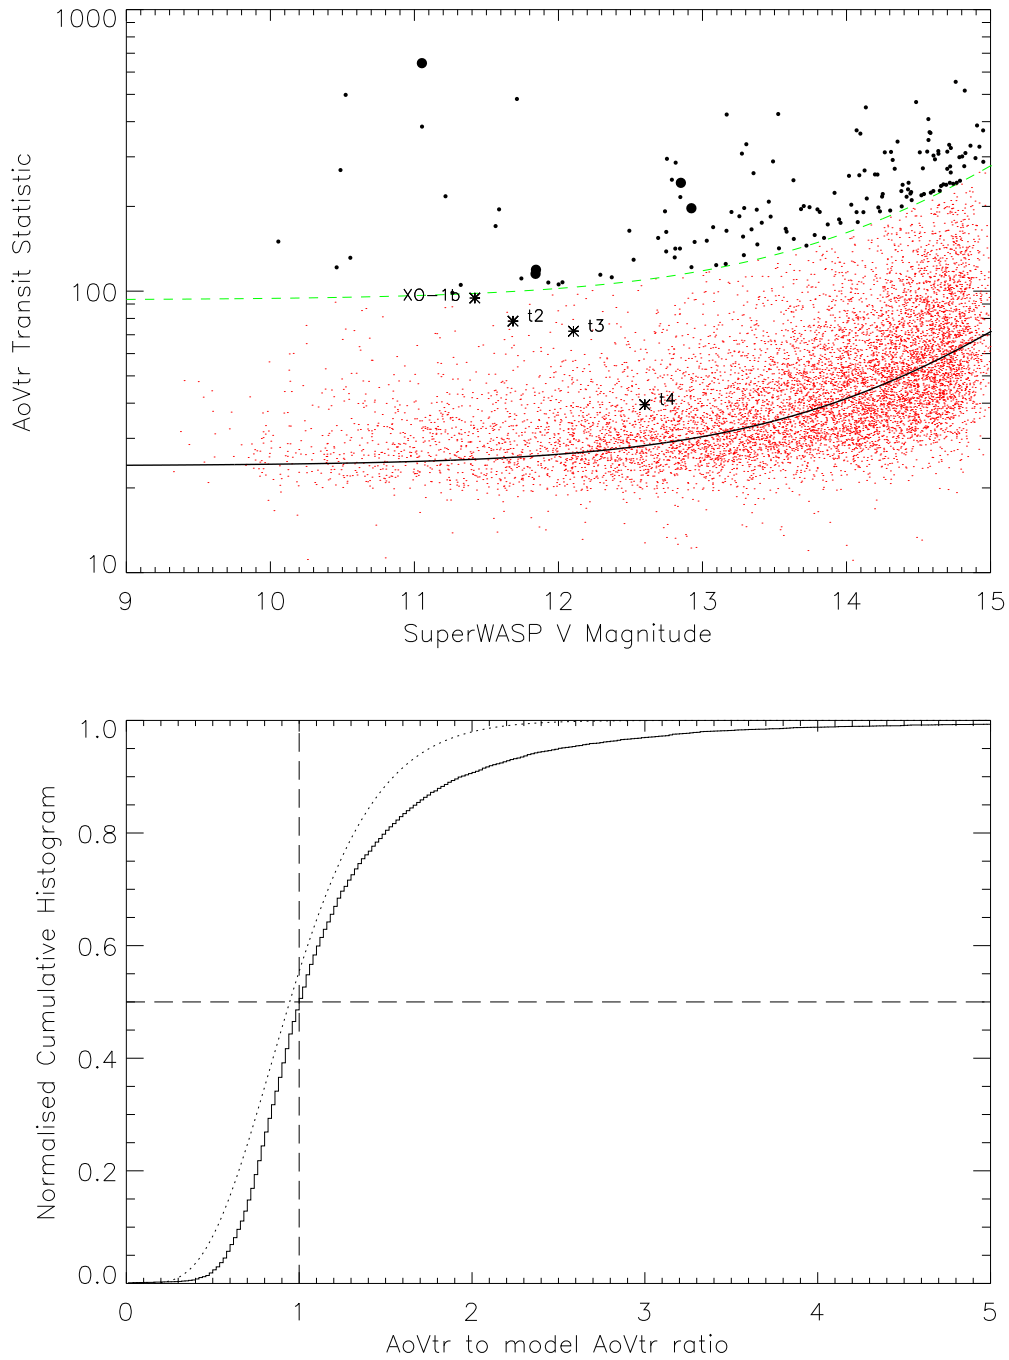 1000
100
10
AoVtr Transit Statistic
XO-1b
t2
t3
t4
9 10 11 12 13 14 15
SuperWASP V Magnitude
1.0
0.8
0.6
0.4
0.2
0.0
Normalised Cumulative Histogram
0 1 2 3 4 5
AoVtr to model AoVtr ratio